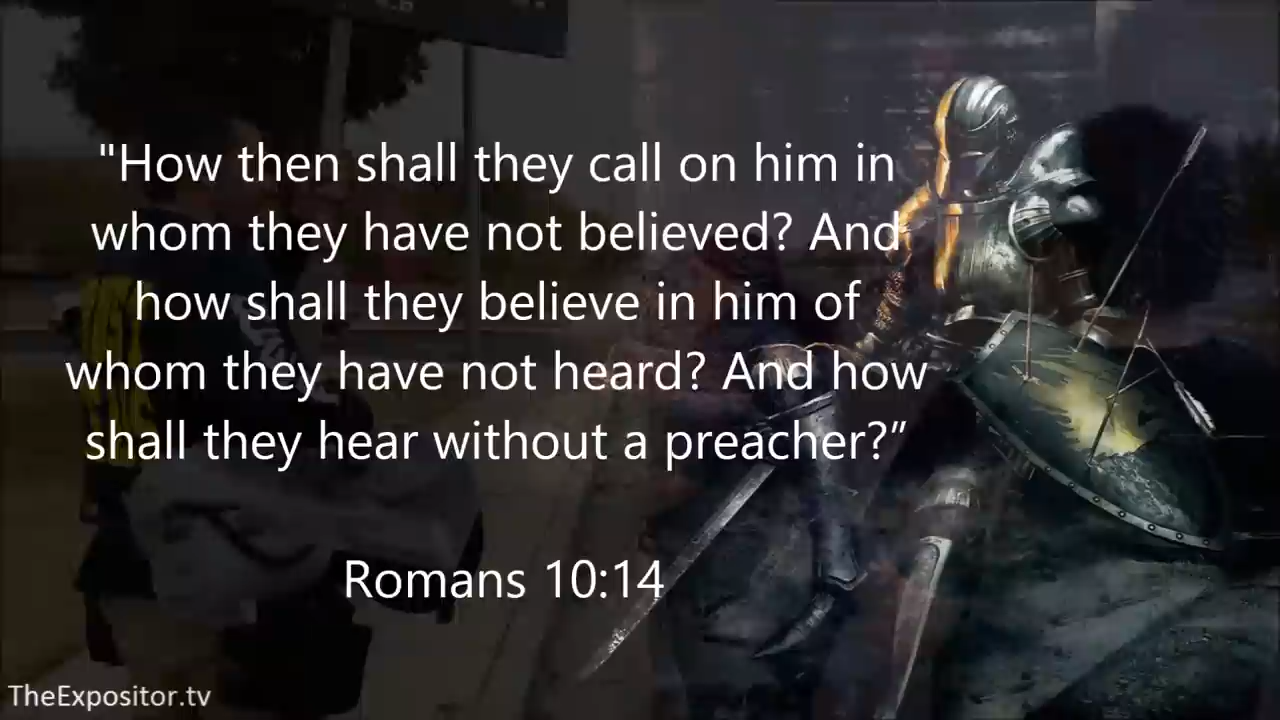 "How then shall they call on him in
whom they have not believed? And
how shall they believe in him of
whom they have not heard? And how
shall they hear without a preacher?”
Romans 10:14
TheExpositor.tv